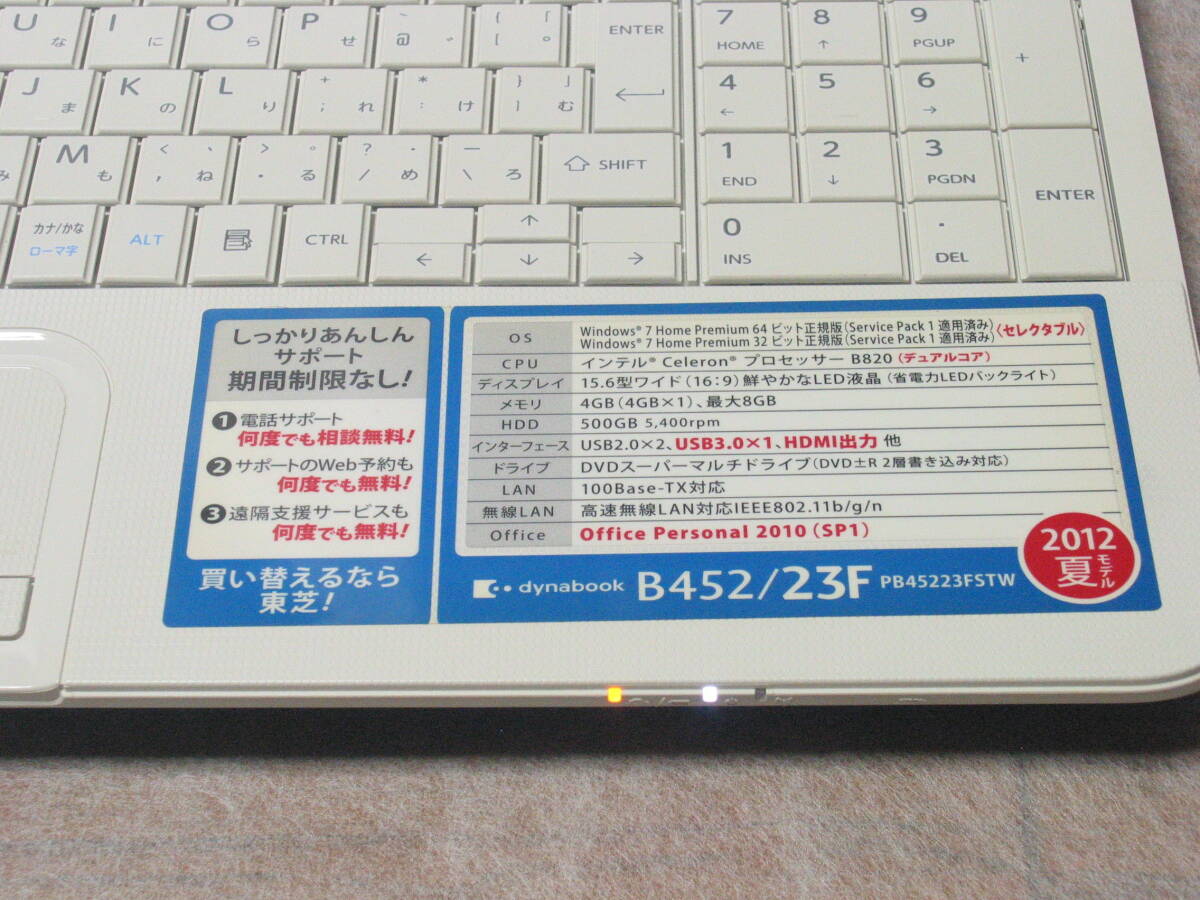 U な I に O ら P せ ` @ ゛ { 「 [ ゜ ENTER 7 HOME 8 ↑ 9 PGUP +
J ま K の L り + ; れ * : け } 」 ] む ← 4 ← 5 6 →
み M も < 、 , ね > 。 . る ? ・ / め _ \ ろ SHIFT 1 END 2 ↓ 3 PGDN ENTER
カナ/かな ローマ字 ALT CTRL ← ↑ ↓ → 0 INS . DEL
しっかりあんしん
サポート
期間制限なし!
1 電話サポート
何度でも相談無料!
2 サポートのWeb予約も
何度でも無料!
3 遠隔支援サービスも
何度でも無料!
買い替えるなら
東芝!
OS Windows® 7 Home Premium 64 ビット正規版(Service Pack 1 適用済み)
Windows® 7 Home Premium 32 ビット正規版(Service Pack 1 適用済み)
〈セレクタブル〉
CPU インテル® Celeron® プロセッサー B820 (デュアルコア)
ディスプレイ 15.6型ワイド(16:9)鮮やかなLED液晶(省電力LEDバックライト)
メモリ 4GB(4GB×1)、最大8GB
HDD 500GB 5,400rpm
インターフェース USB2.0×2、USB3.0×1、HDMI出力 他
ドライブ DVDスーパーマルチドライブ(DVD±R 2層書き込み対応)
LAN 100Base-TX対応
無線LAN 高速無線LAN対応IEEE802.11b/g/n
Office Office Personal 2010(SP1)
dynabook B452/23F PB45223FSTW
2012
夏モデル